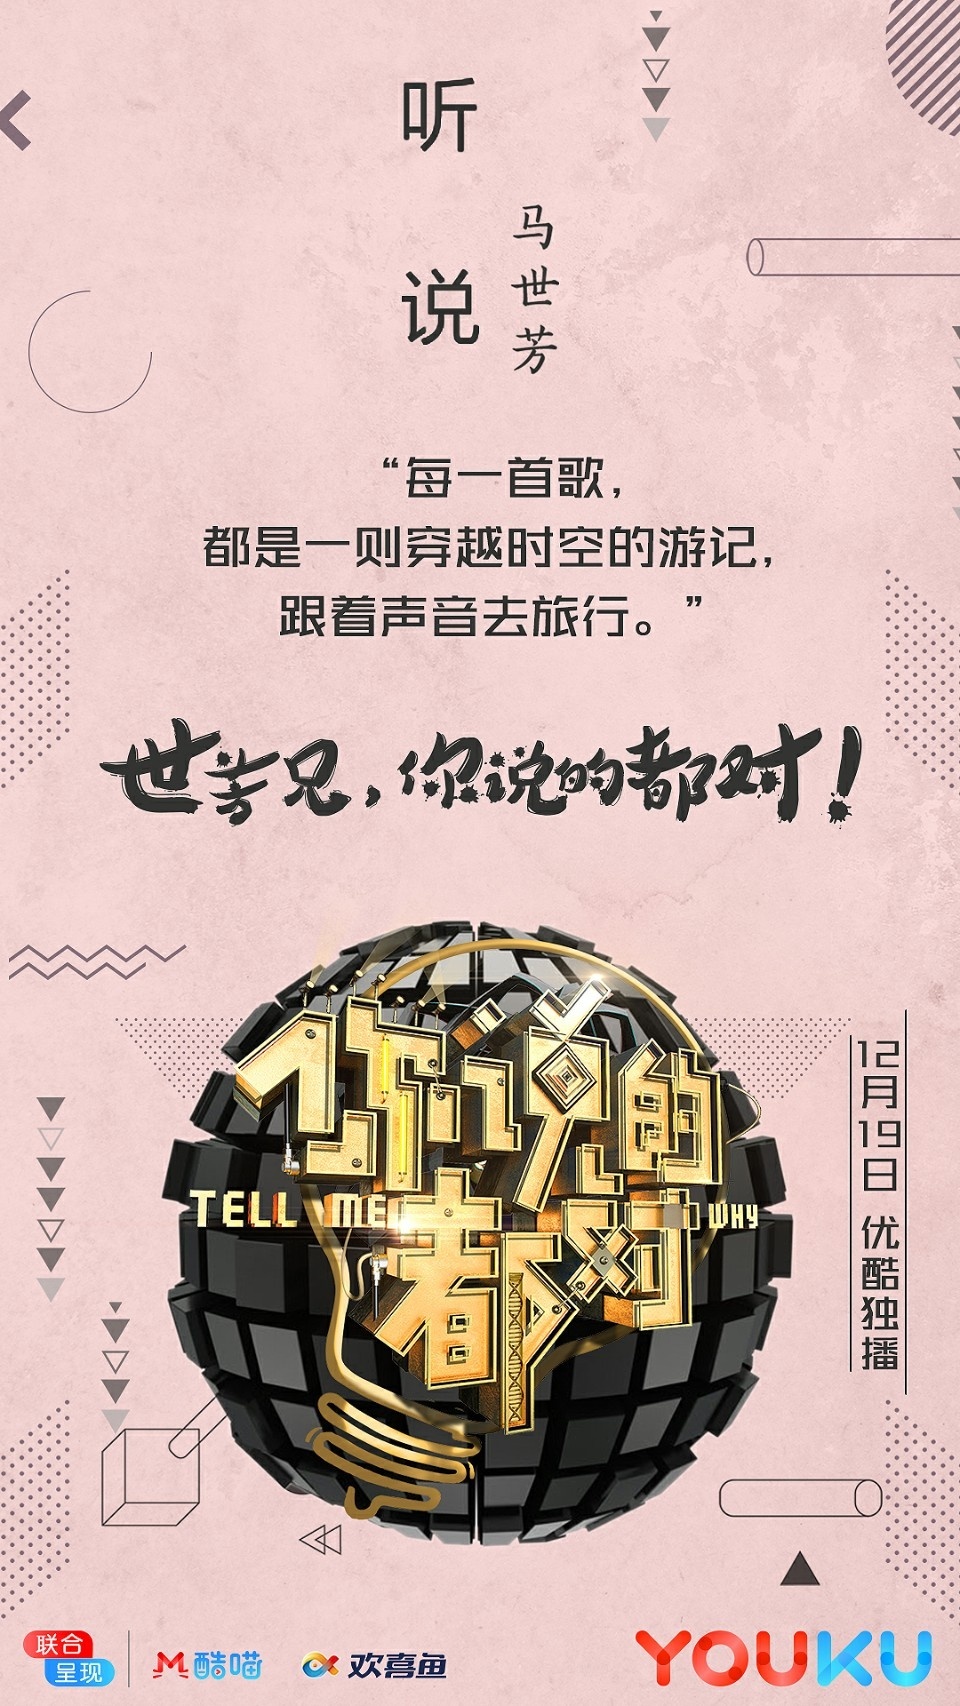 听
说
马世芳
“每一首歌，
都是一则穿越时空的游记，
跟着声音去旅行。”
世芳兄，你说的都对！
你说的
都对
TELL ME WHY
12月19日 优酷独播
联合
呈现
酷喵
欢喜鱼
YOUKU